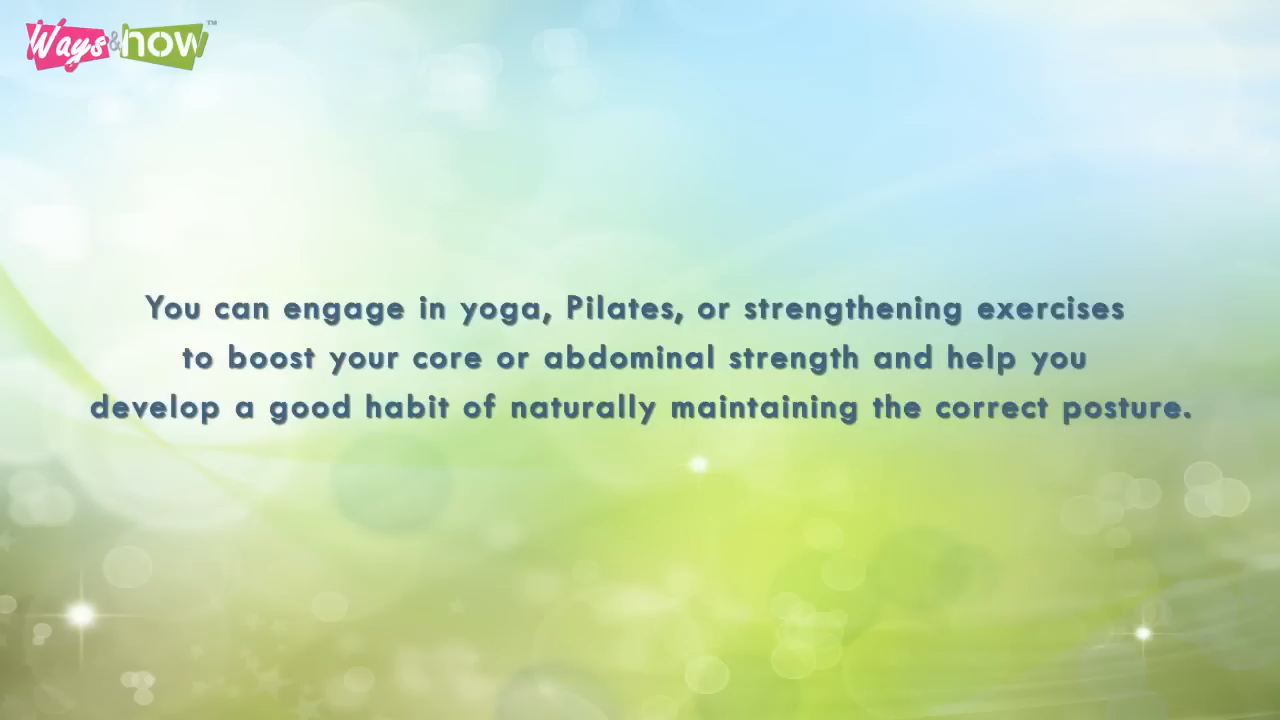 Ways&how™
You can engage in yoga, Pilates, or strengthening exercises
to boost your core or abdominal strength and help you
develop a good habit of naturally maintaining the correct posture.